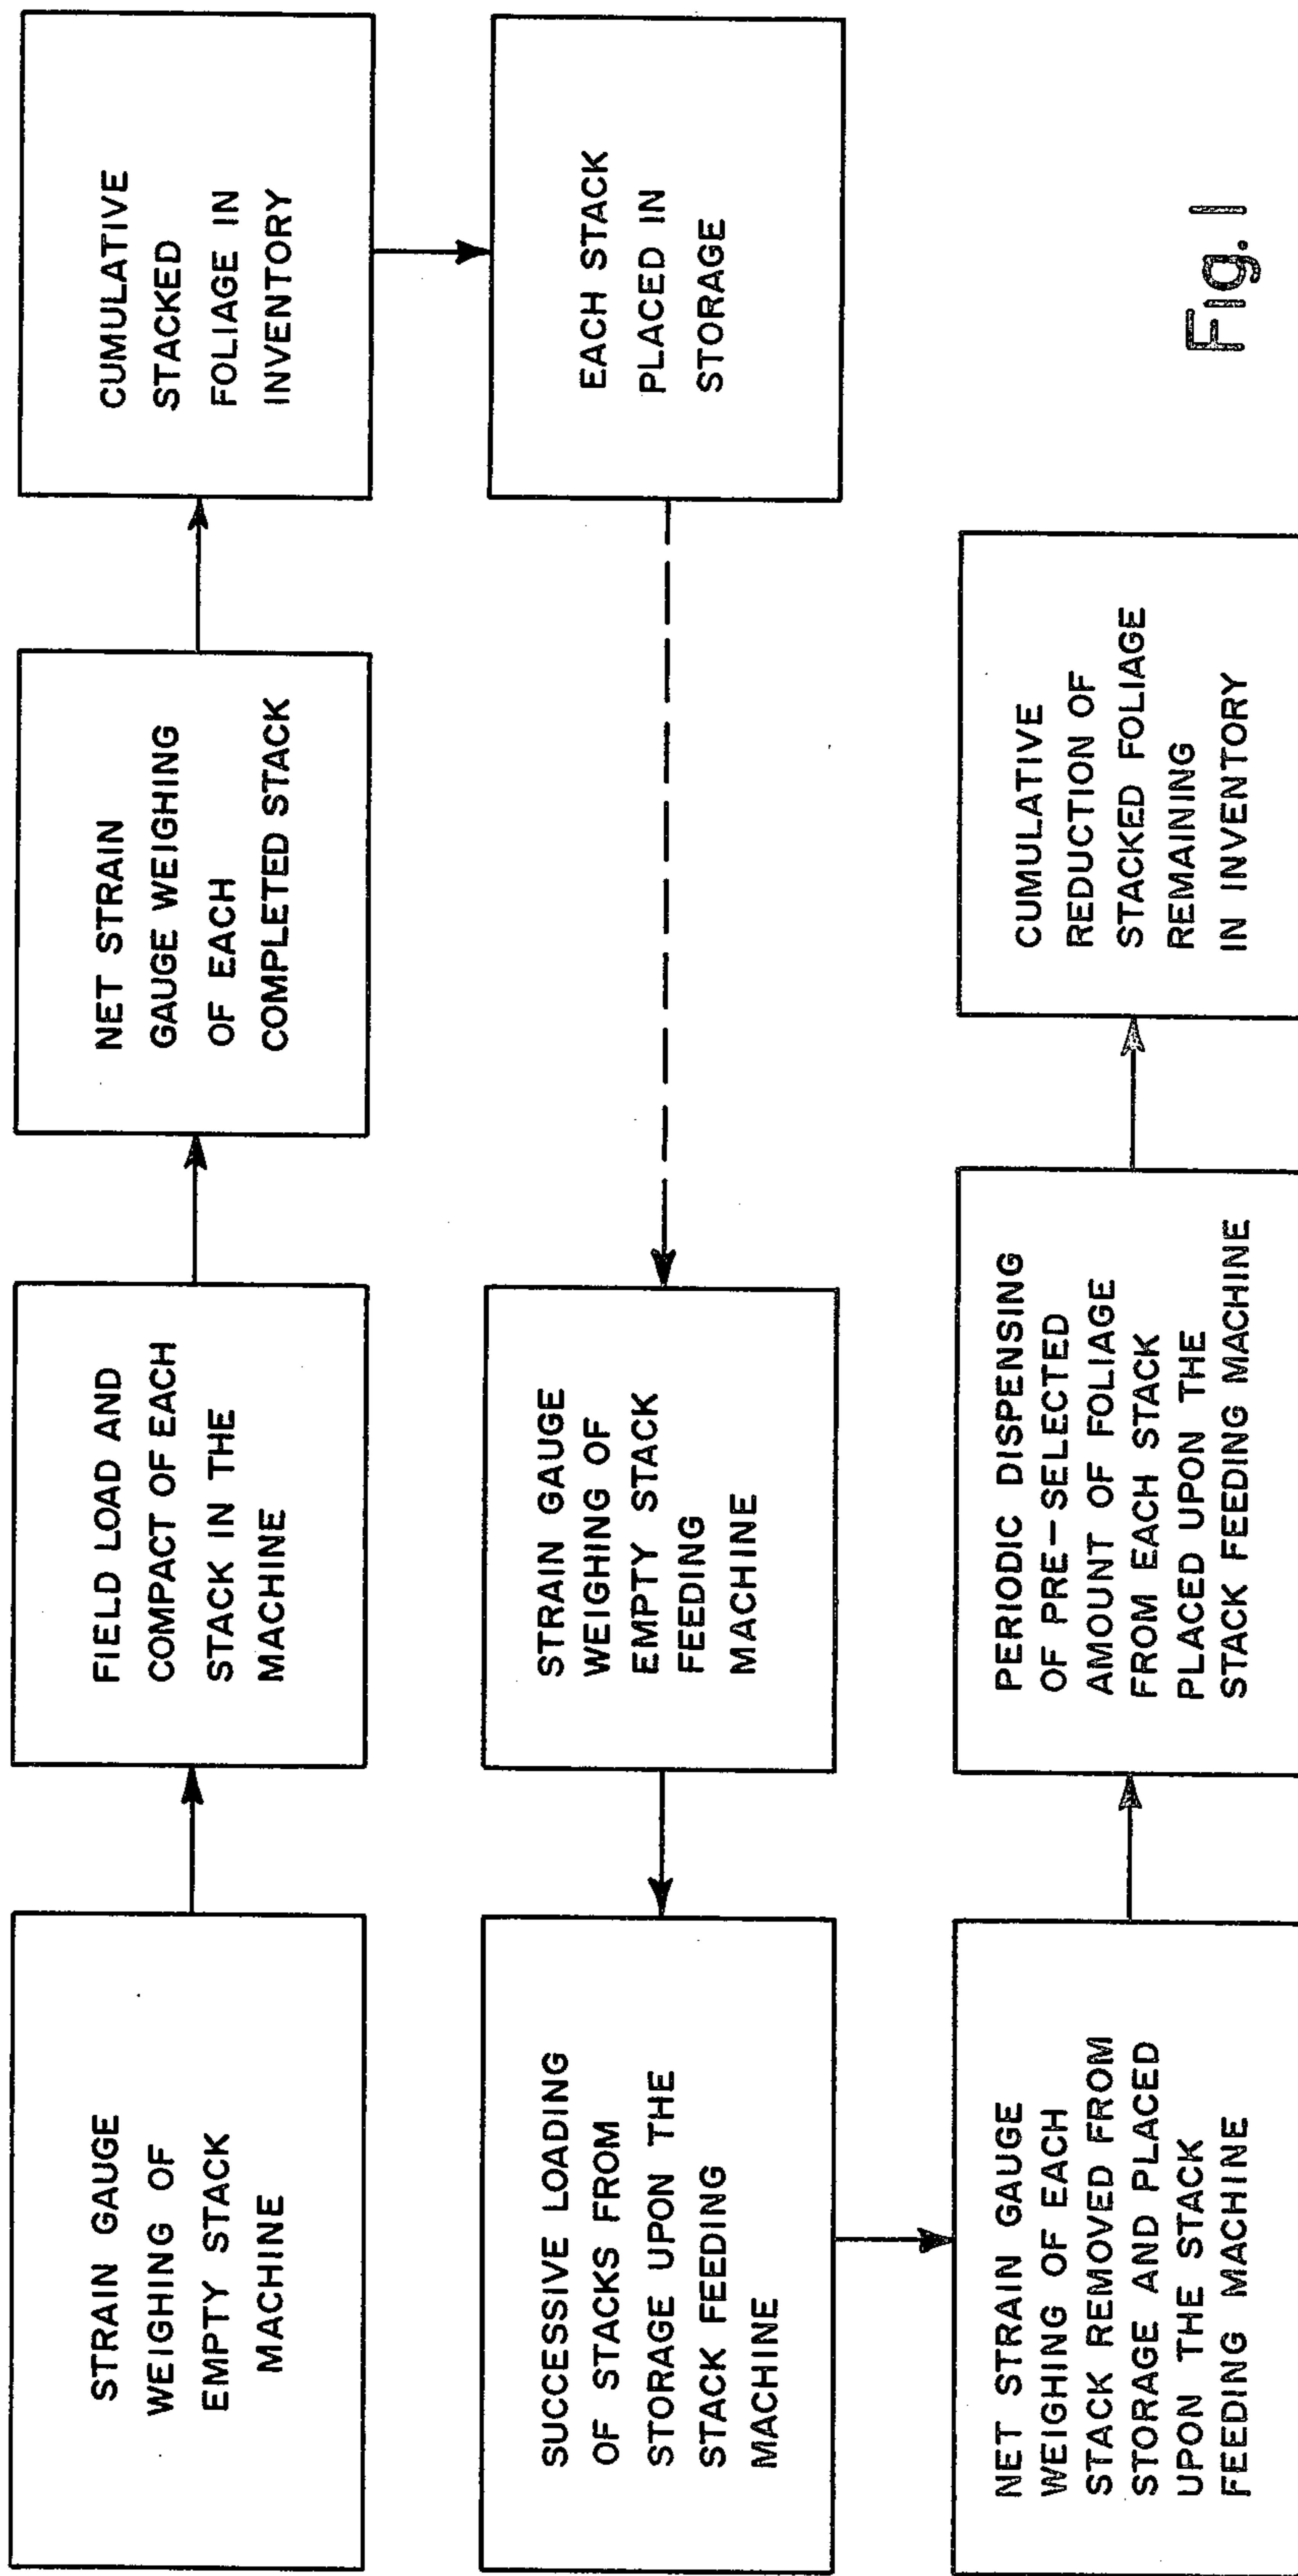 STRAIN GAUGE
WEIGHING OF
EMPTY STACK
MACHINE
FIELD LOAD AND
COMPACT OF EACH
STACK IN THE
MACHINE
NET STRAIN
GAUGE WEIGHING
OF EACH
COMPLETED STACK
CUMULATIVE
STACKED
FOLIAGE IN
INVENTORY
EACH STACK
PLACED IN
STORAGE
STRAIN GAUGE
WEIGHING OF
EMPTY STACK
FEEDING
MACHINE
SUCCESSIVE LOADING
OF STACKS FROM
STORAGE UPON THE
STACK FEEDING
MACHINE
NET STRAIN GAUGE
WEIGHING OF EACH
STACK REMOVED FROM
STORAGE AND PLACED
UPON THE STACK
FEEDING MACHINE
PERIODIC DISPENSING
OF PRE-SELECTED
AMOUNT OF FOLIAGE
FROM EACH STACK
PLACED UPON THE
STACK FEEDING MACHINE
CUMULATIVE
REDUCTION OF
STACKED FOLIAGE
REMAINING
IN INVENTORY
Fig. 1